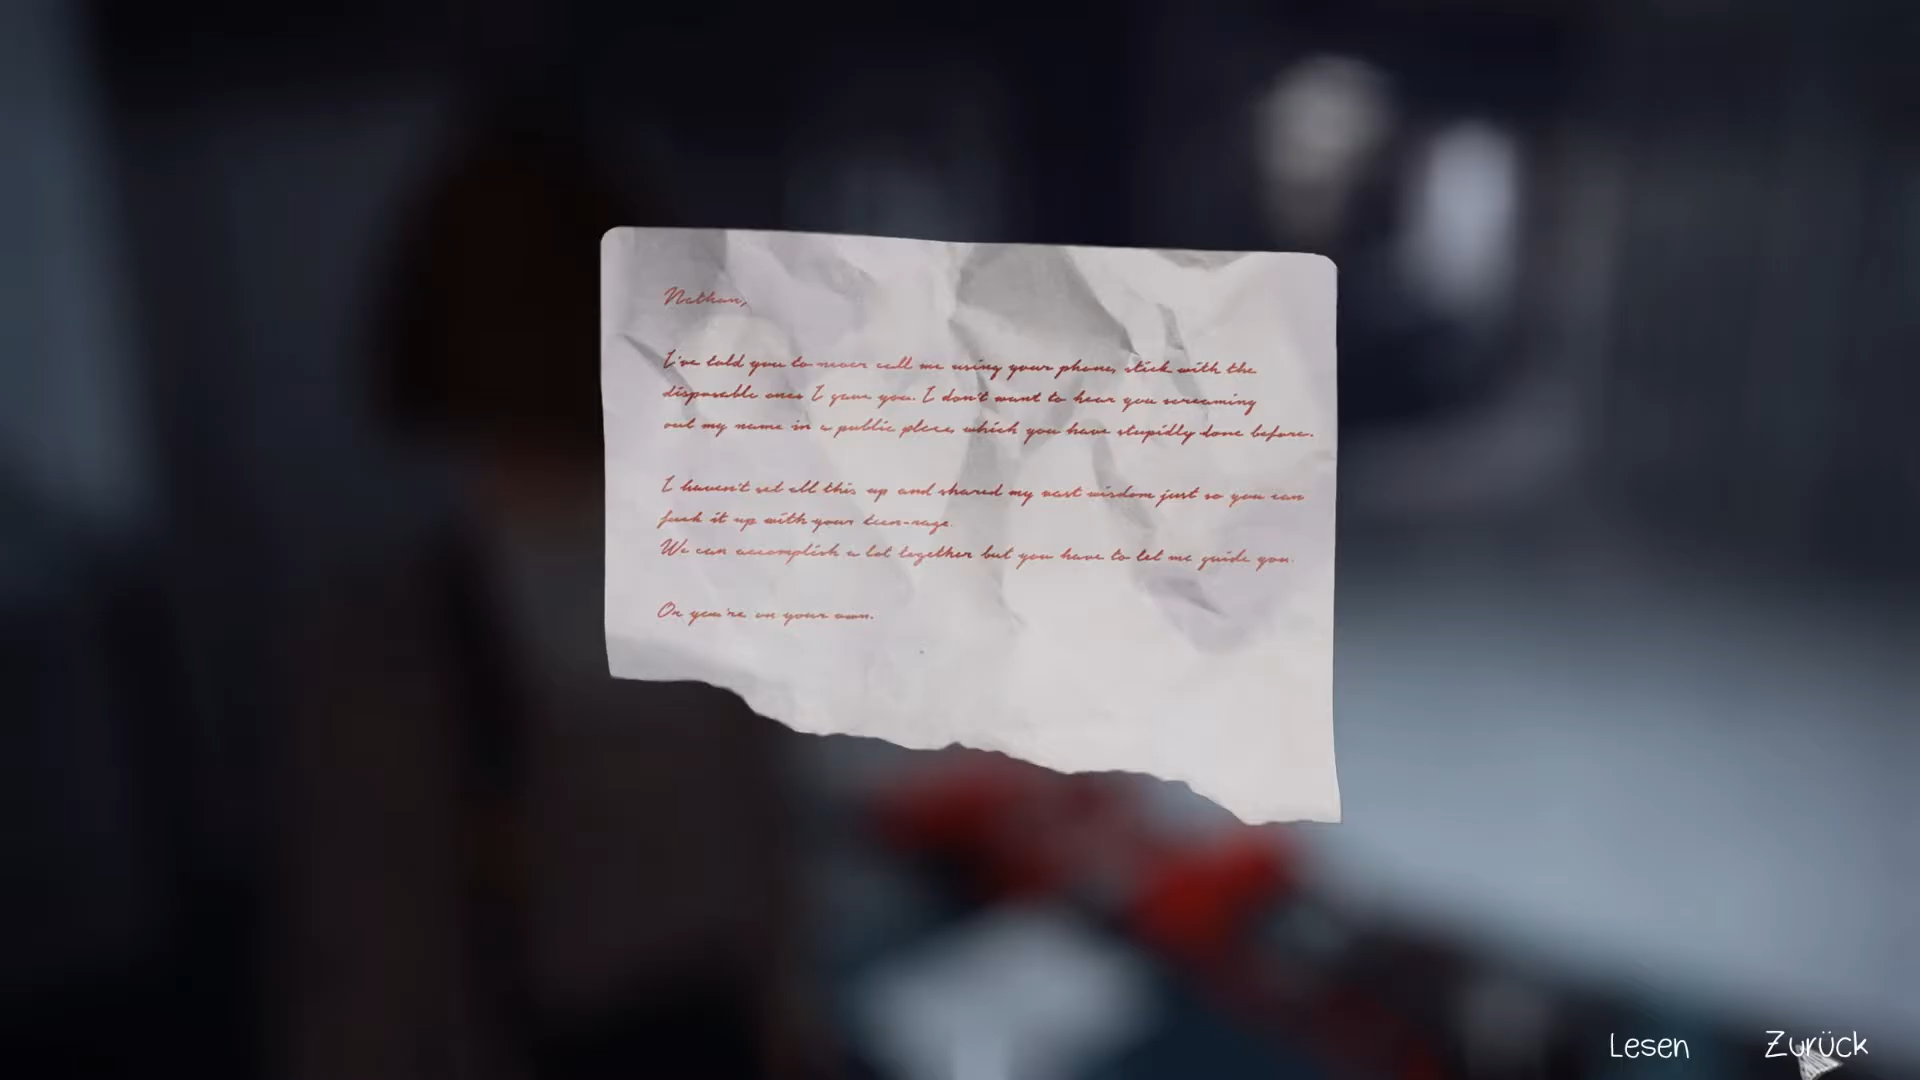 Nathan,
I've told you to never call me using your phone, stick with the
disposable ones I gave you. I don't want to hear you screaming
out my name in a public place, which you have stupidly done before.
I haven't set all this up and shared my vast wisdom just so you can
fuck it up with your teen-rage.
We can accomplish a lot together but you have to let me guide you.
Or you're on your own.
Lesen
Zurück